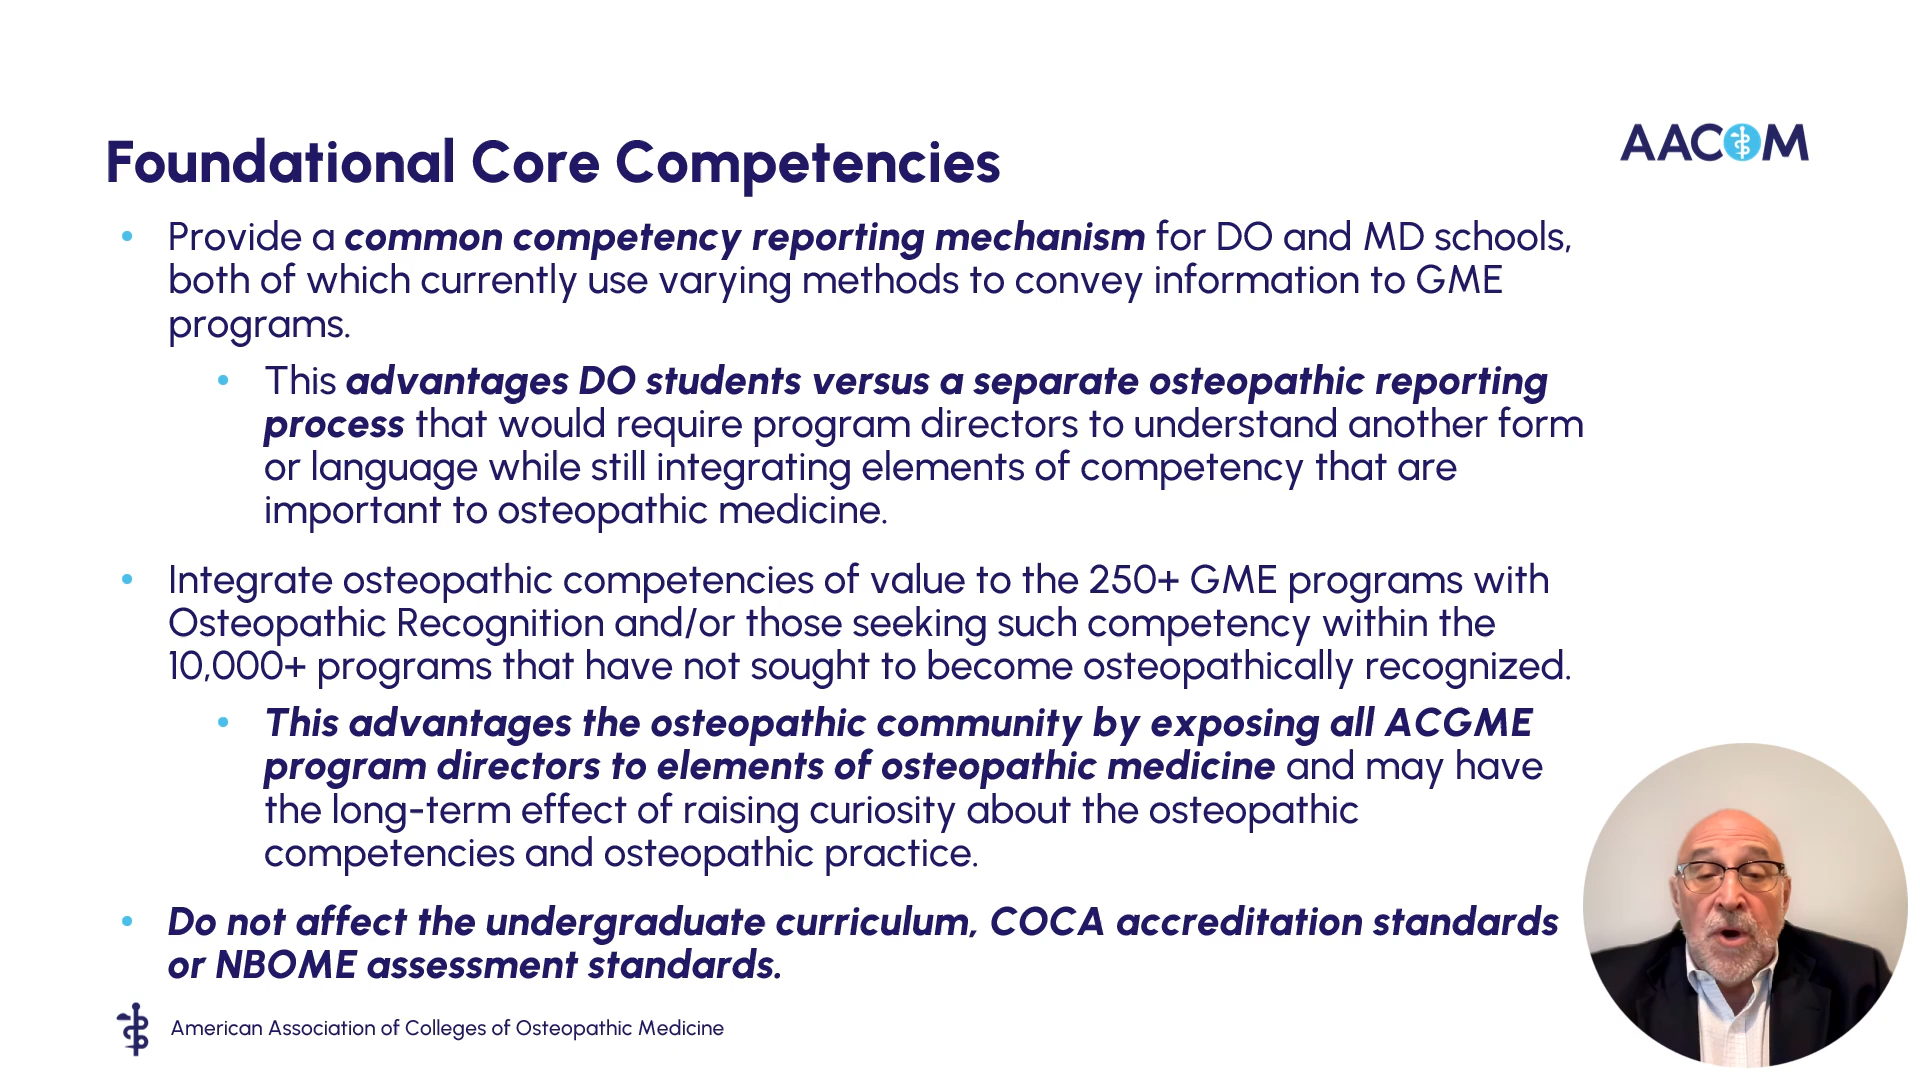 Foundational Core Competencies
AACOM
• Provide a common competency reporting mechanism for DO and MD schools,
both of which currently use varying methods to convey information to GME
programs.
• This advantages DO students versus a separate osteopathic reporting
process that would require program directors to understand another form
or language while still integrating elements of competency that are
important to osteopathic medicine.
• Integrate osteopathic competencies of value to the 250+ GME programs with
Osteopathic Recognition and/or those seeking such competency within the
10,000+ programs that have not sought to become osteopathically recognized.
• This advantages the osteopathic community by exposing all ACGME
program directors to elements of osteopathic medicine and may have
the long-term effect of raising curiosity about the osteopathic
competencies and osteopathic practice.
• Do not affect the undergraduate curriculum, COCA accreditation standards
or NBOME assessment standards.
American Association of Colleges of Osteopathic Medicine